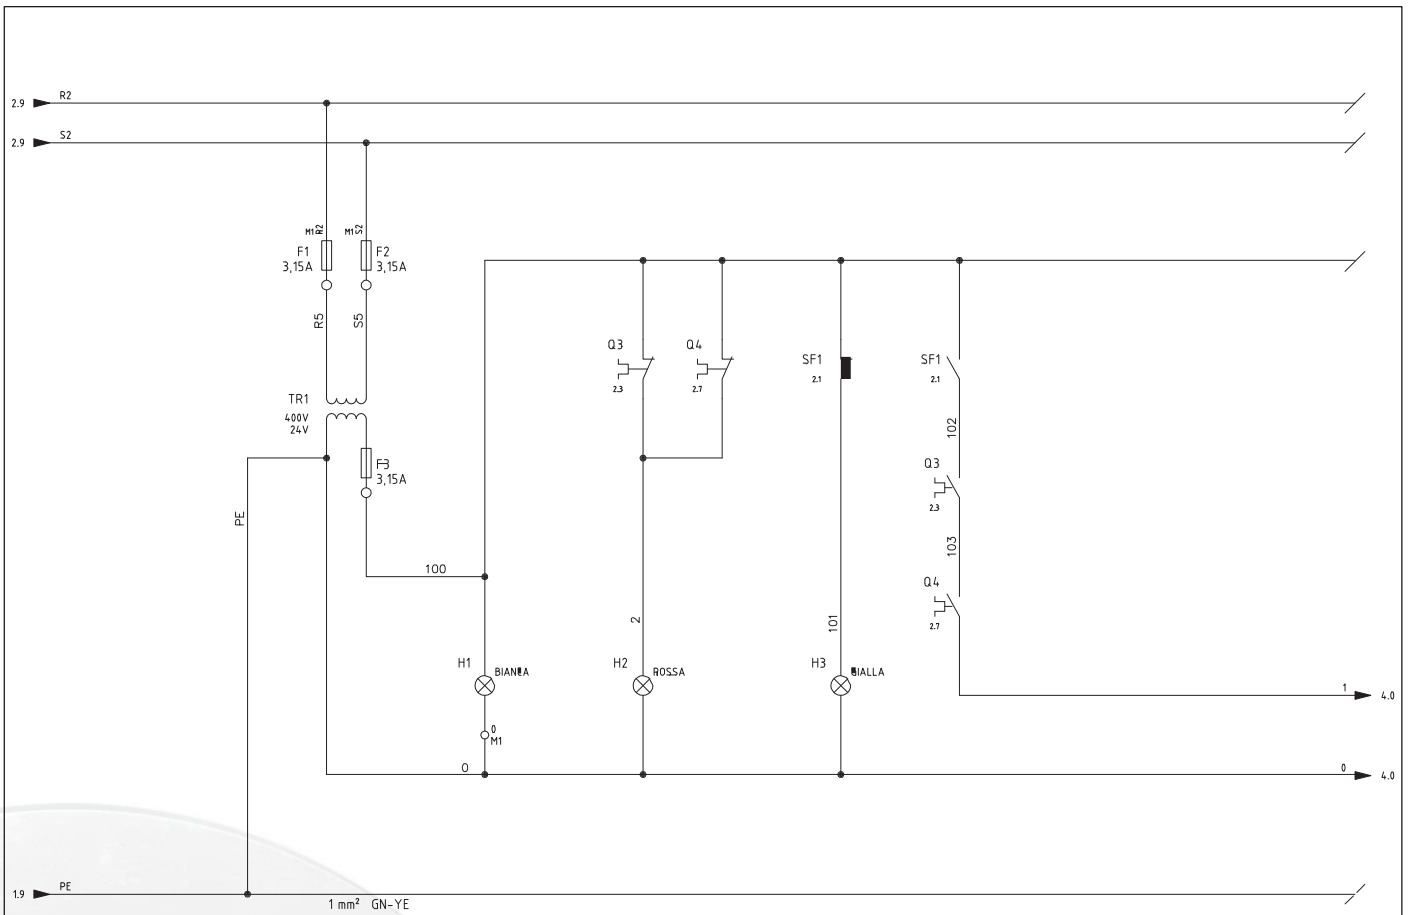 2.9 R2
2.9 S2
M1 R2
M1 S2
F1
3,15A
F2
3,15A
R5
S5
Q3
2.3
Q4
2.7
SF1
2.1
SF1
2.1
TR1
400V
24V
F3
3,15A
102
Q3
2.3
PE
103
100
Q4
2.7
2
101
H1
BIANCA
H2
ROSSA
H3
GIALLA
1 4.0
0
M1
0
0 4.0
1.9 PE
1 mm² GN-YE